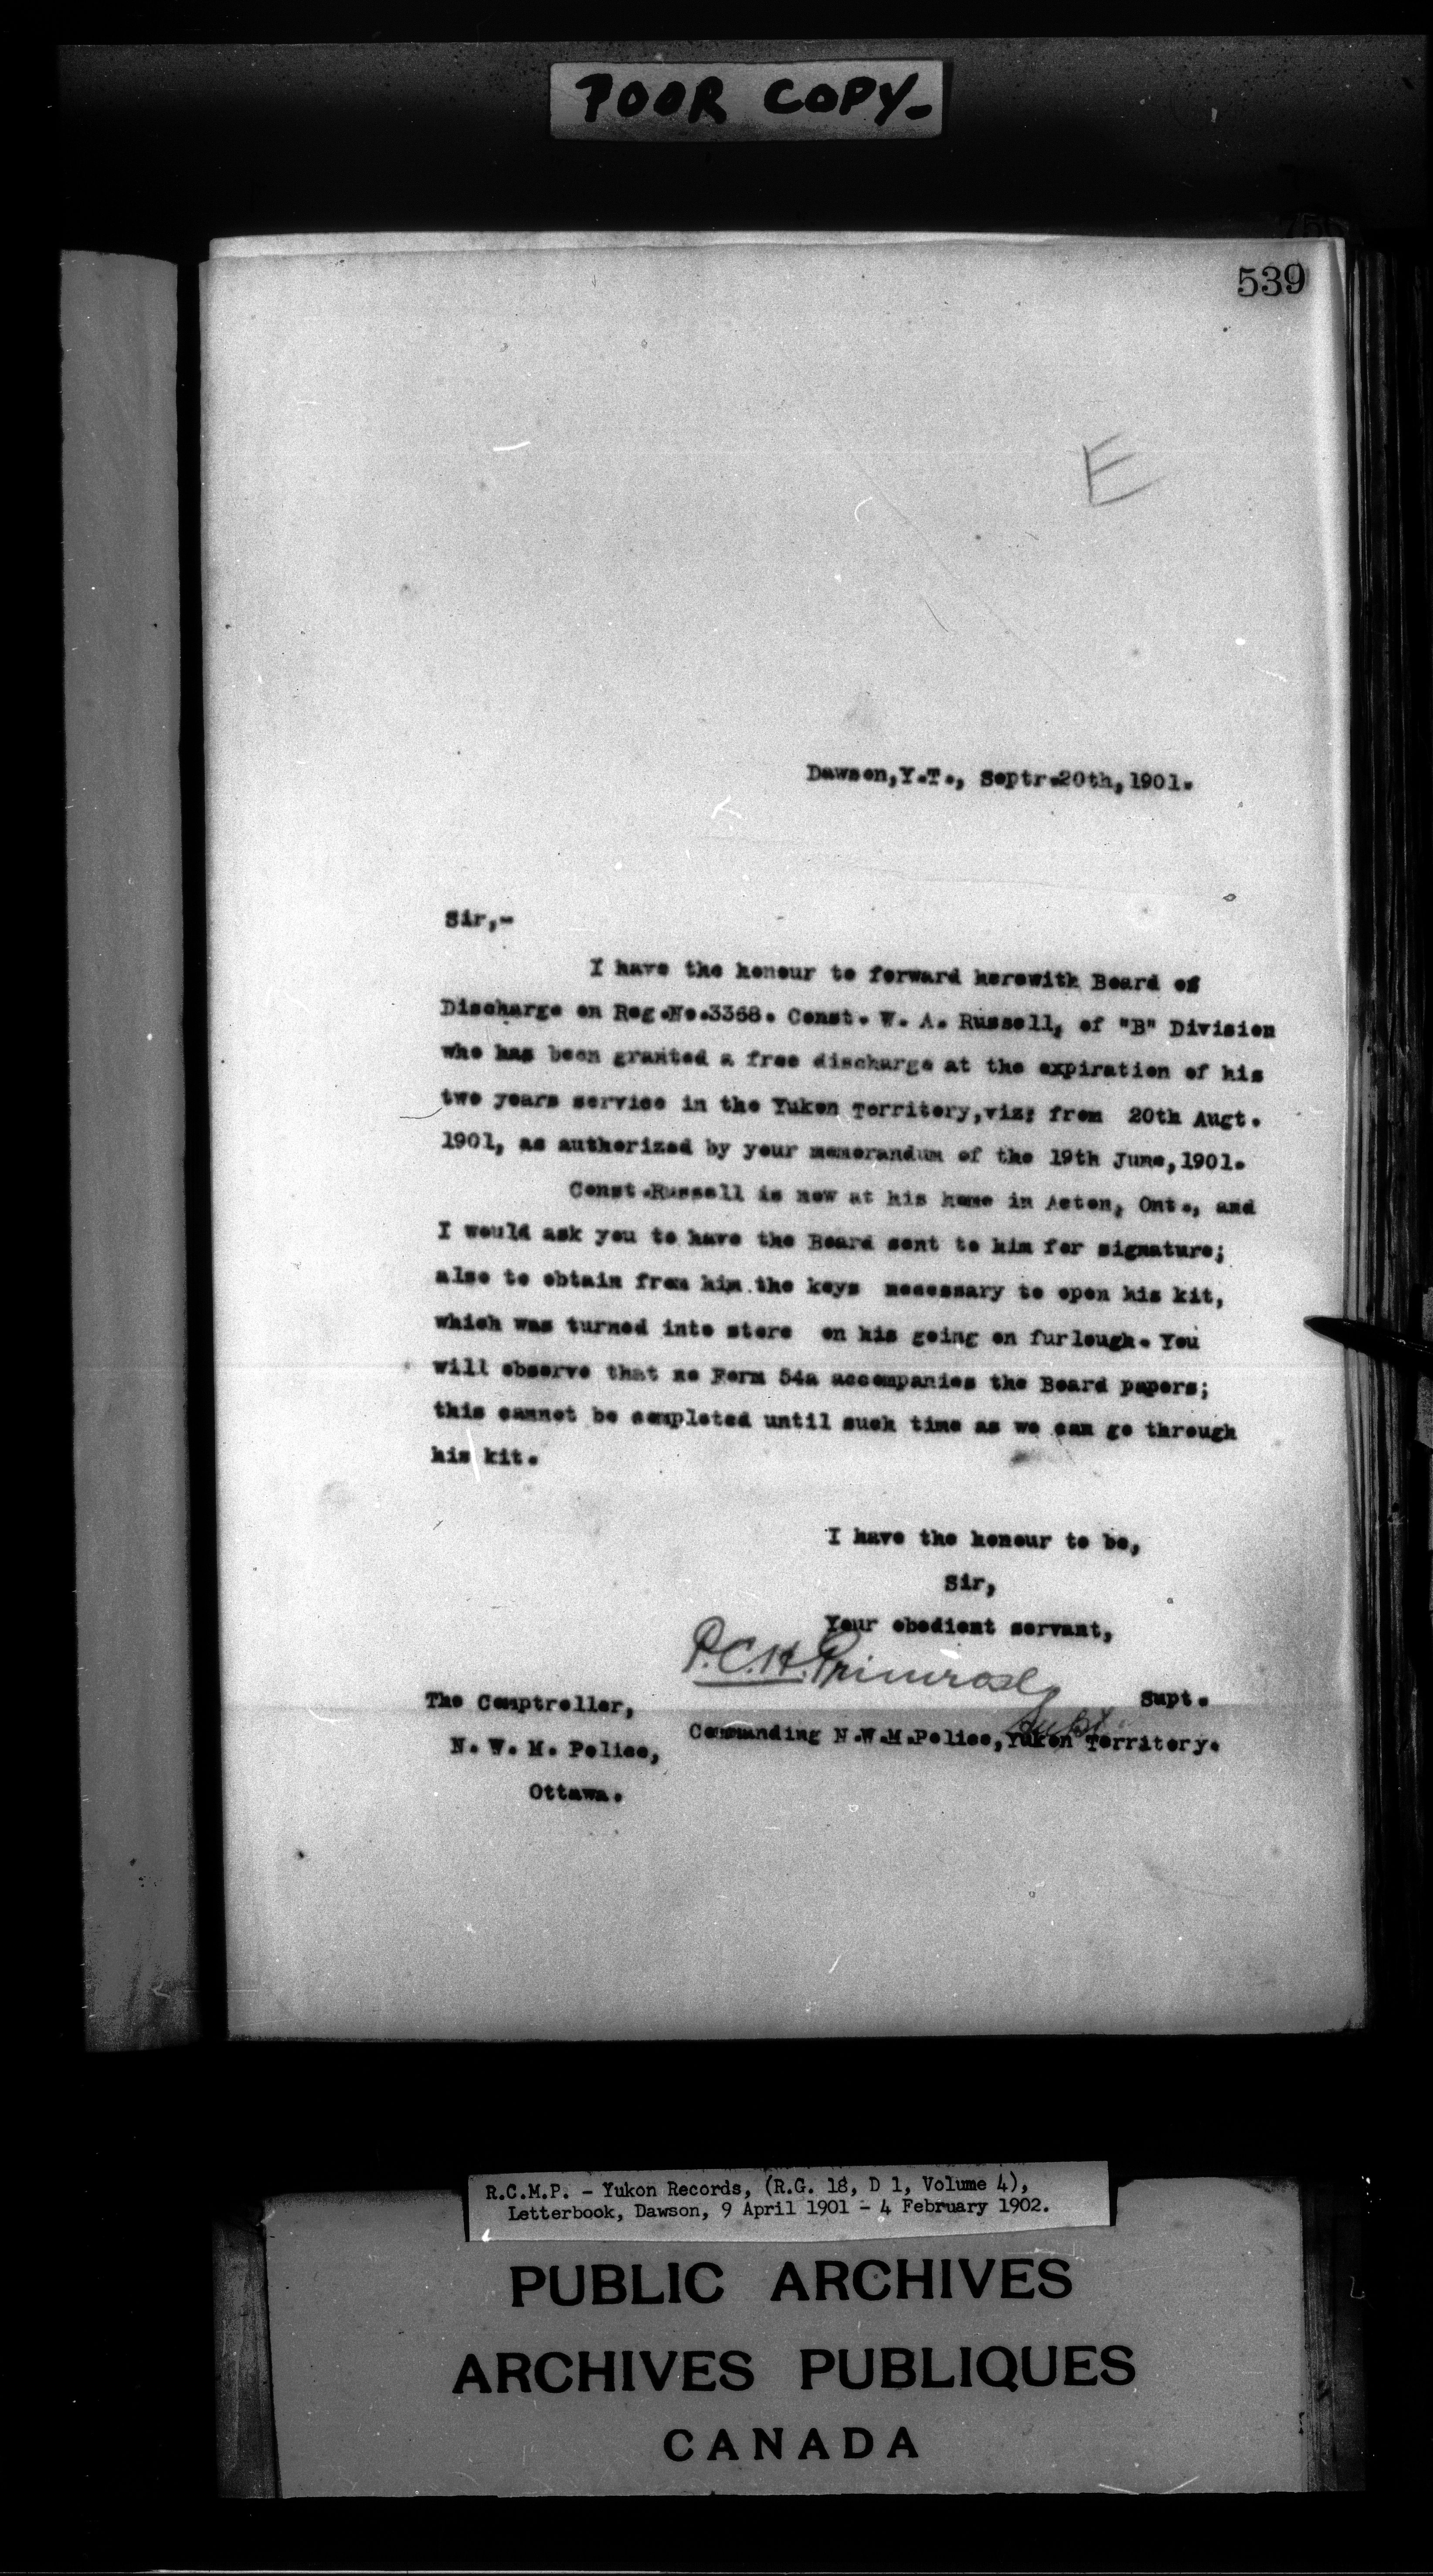 POOR COPY-
539
E
Dawson,Y.T., Septr.20th,1901.
Sir,-
I have the honour to forward herewith Board of
Discharge on Reg.No.3368. Const. W. A. Russell, of "B" Division
who has been granted a free discharge at the expiration of his
two years service in the Yukon Territory,viz; from 20th Augt.
1901, as authorized by your memorandum of the 19th June,1901.
Const.Russell is now at his home in Acton, Ont., and
I would ask you to have the Board sent to him for signature;
also to obtain from him the keys necessary to open his kit,
which was turned into store on his going on furlough. You
will observe that no Form 54a accompanies the Board papers;
this cannot be completed until such time as we can go through
his kit.
I have the honour to be,
Sir,
Your obedient servant,
P.C.H. Primrose
Supt.
Supt.
Commanding N.W.M.Police,Yukon Territory.
The Comptroller,
N. W. M. Police,
Ottawa.
R.C.M.P. - Yukon Records, (R.G. 18, D 1, Volume 4),
Letterbook, Dawson, 9 April 1901 - 4 February 1902.
PUBLIC ARCHIVES
ARCHIVES PUBLIQUES
CANADA